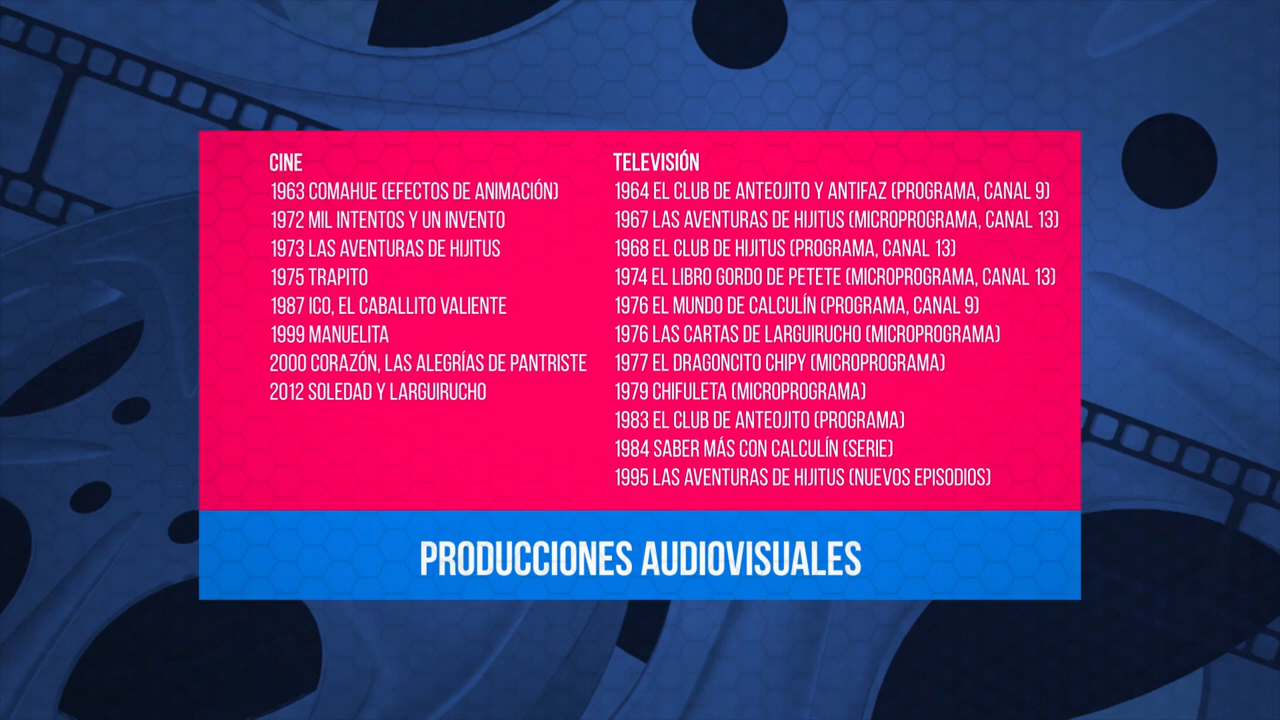 CINE
1963 COMAHUE (EFECTOS DE ANIMACIÓN)
1972 MIL INTENTOS Y UN INVENTO
1973 LAS AVENTURAS DE HIJITUS
1975 TRAPITO
1987 ICO, EL CABALLITO VALIENTE
1999 MANUELITA
2000 CORAZÓN, LAS ALEGRÍAS DE PANTRISTE
2012 SOLEDAD Y LARGUIRUCHO
TELEVISIÓN
1964 EL CLUB DE ANTEOJITO Y ANTIFAZ (PROGRAMA, CANAL 9)
1967 LAS AVENTURAS DE HIJITUS (MICROPROGRAMA, CANAL 13)
1968 EL CLUB DE HIJITUS (PROGRAMA, CANAL 13)
1974 EL LIBRO GORDO DE PETETE (MICROPROGRAMA, CANAL 13)
1976 EL MUNDO DE CALCULÍN (PROGRAMA, CANAL 9)
1976 LAS CARTAS DE LARGUIRUCHO (MICROPROGRAMA)
1977 EL DRAGONCITO CHIPY (MICROPROGRAMA)
1979 CHIFULETA (MICROPROGRAMA)
1983 EL CLUB DE ANTEOJITO (PROGRAMA)
1984 SABER MÁS CON CALCULÍN (SERIE)
1995 LAS AVENTURAS DE HIJITUS (NUEVOS EPISODIOS)
PRODUCCIONES AUDIOVISUALES